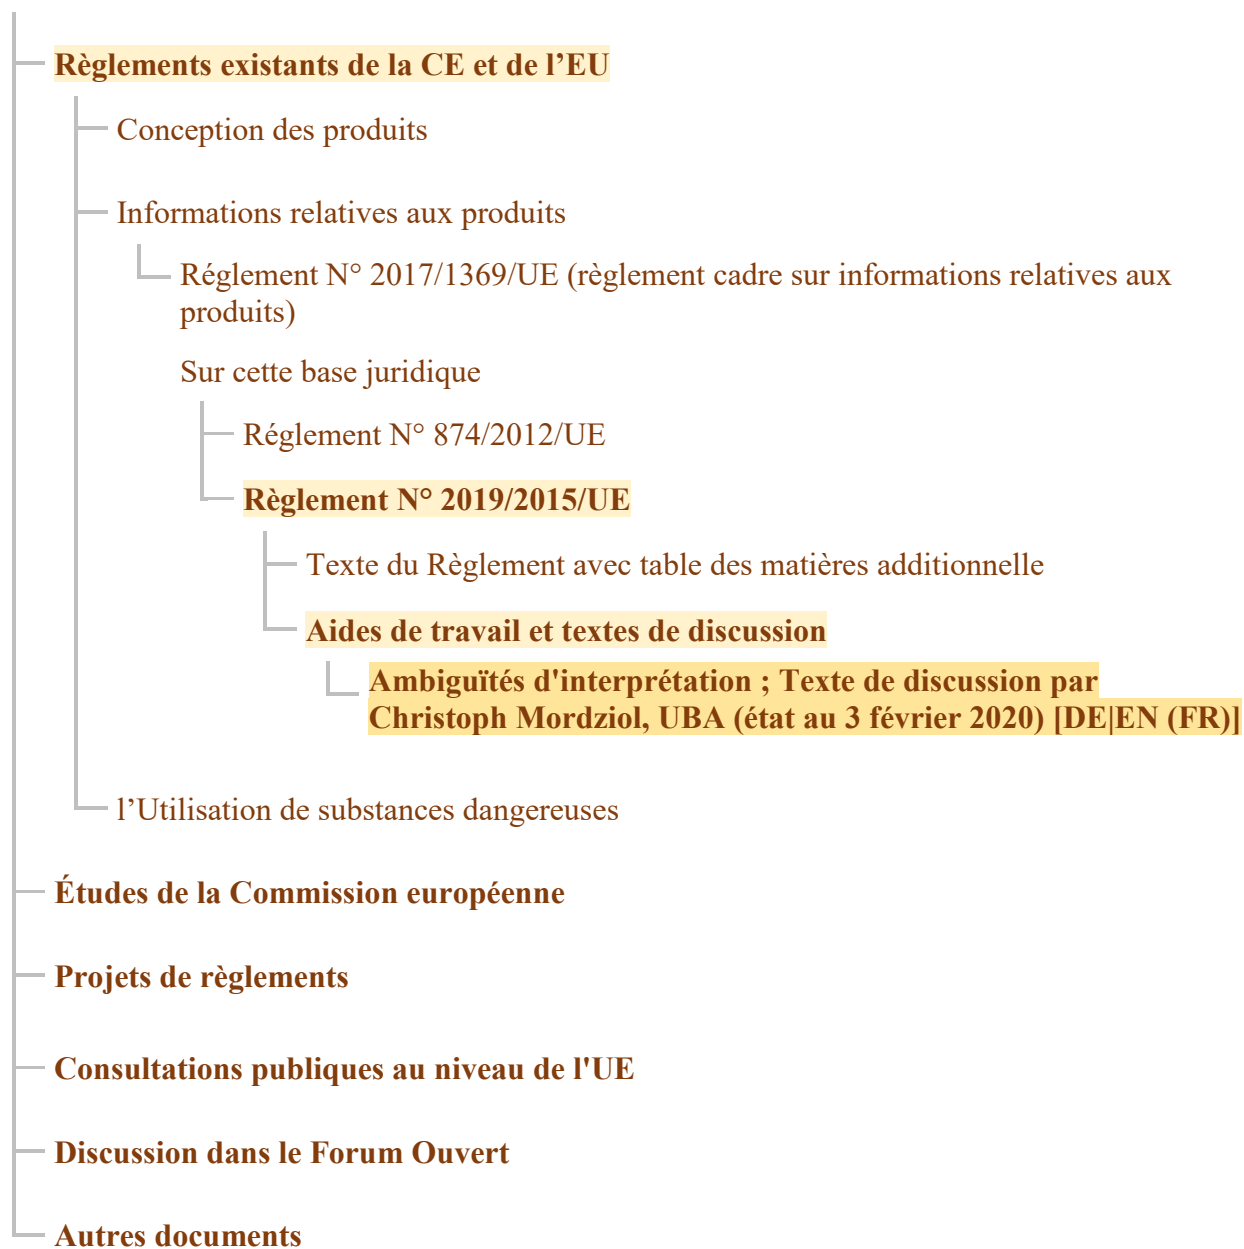 Règlements existants de la CE et de l’EU
Conception des produits
Informations relatives aux produits
Réglement N° 2017/1369/UE (règlement cadre sur informations relatives aux
produits)
Sur cette base juridique
Réglement N° 874/2012/UE
Règlement N° 2019/2015/UE
Texte du Règlement avec table des matières additionnelle
Aides de travail et textes de discussion
Ambiguïtés d'interprétation ; Texte de discussion par
Christoph Mordziol, UBA (état au 3 février 2020) [DE|EN (FR)]
l’Utilisation de substances dangereuses
Études de la Commission européenne
Projets de règlements
Consultations publiques au niveau de l'UE
Discussion dans le Forum Ouvert
Autres documents